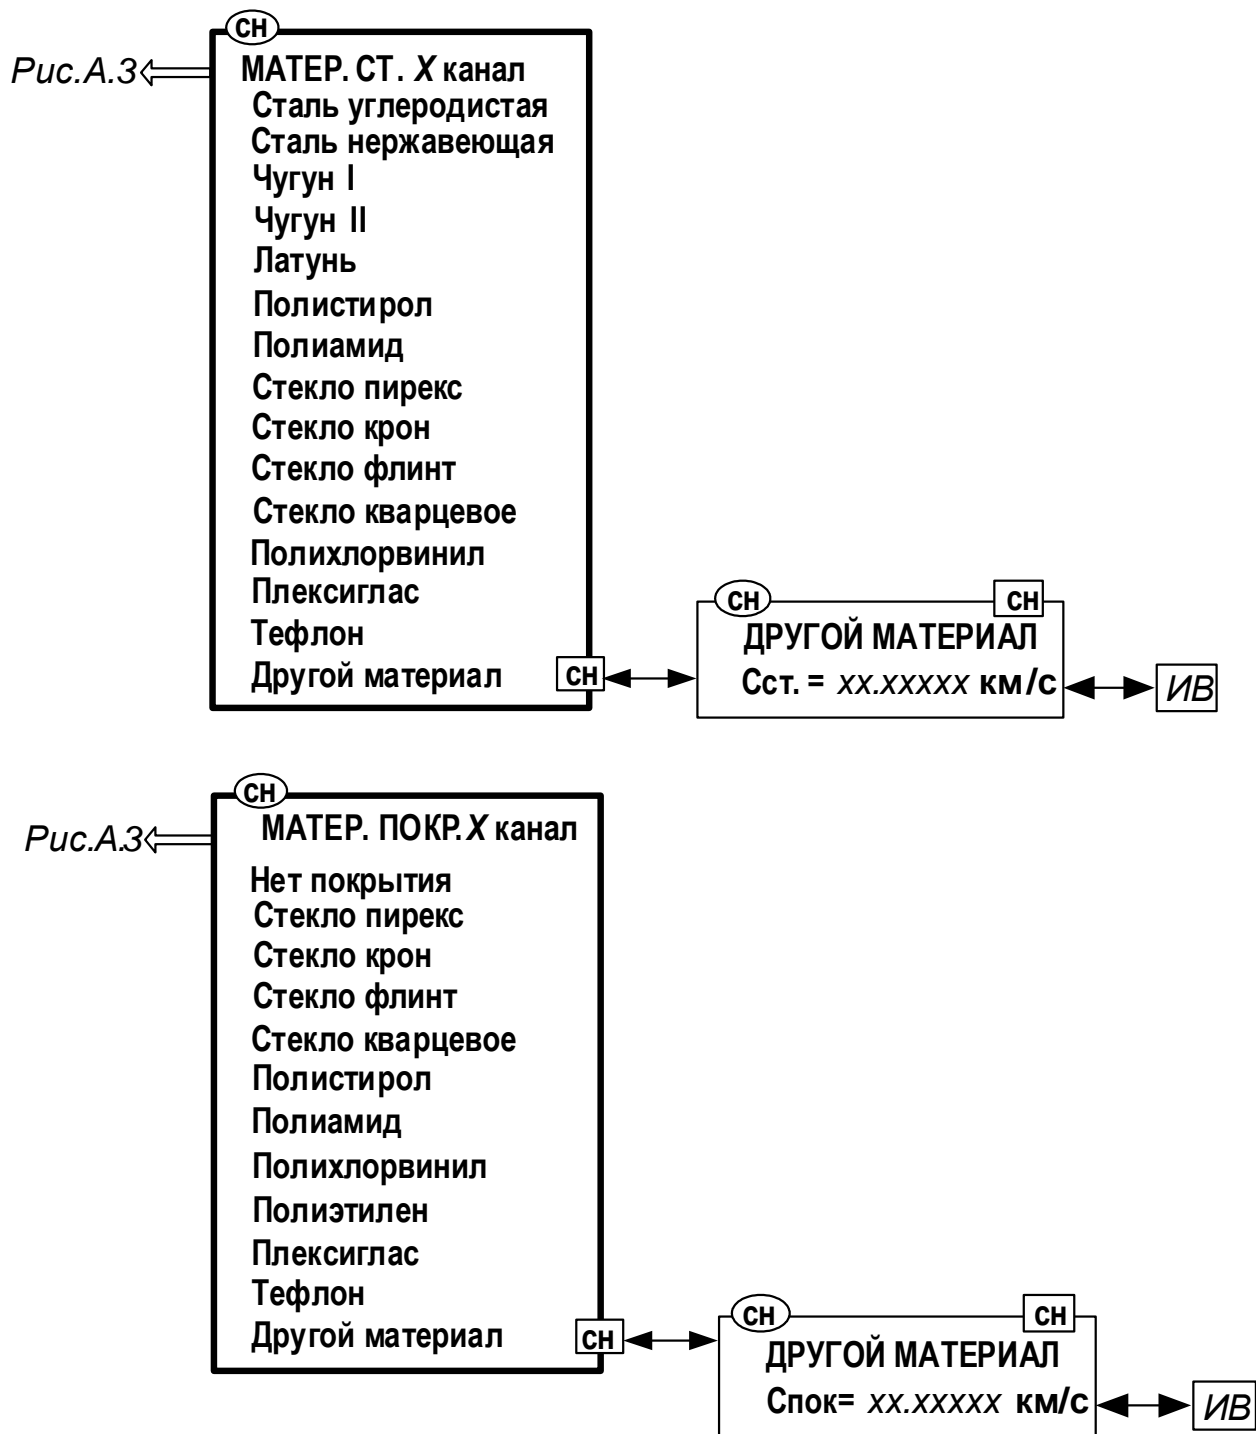 СН
Рис.А.3
МАТЕР. СТ. X канал
Сталь углеродистая
Сталь нержавеющая
Чугун I
Чугун II
Латунь
Полистирол
Полиамид
Стекло пирекс
Стекло крон
Стекло флинт
Стекло кварцевое
Полихлорвинил
Плексиглас
Тефлон
Другой материал
СН
СН
СН
ДРУГОЙ МАТЕРИАЛ
Сст. = xx.xxxxx км/с
ИВ
СН
Рис.А.3
МАТЕР. ПОКР. X канал
Нет покрытия
Стекло пирекс
Стекло крон
Стекло флинт
Стекло кварцевое
Полистирол
Полиамид
Полихлорвинил
Полиэтилен
Плексиглас
Тефлон
Другой материал
СН
СН
СН
ДРУГОЙ МАТЕРИАЛ
Спок= xx.xxxxx км/с
ИВ